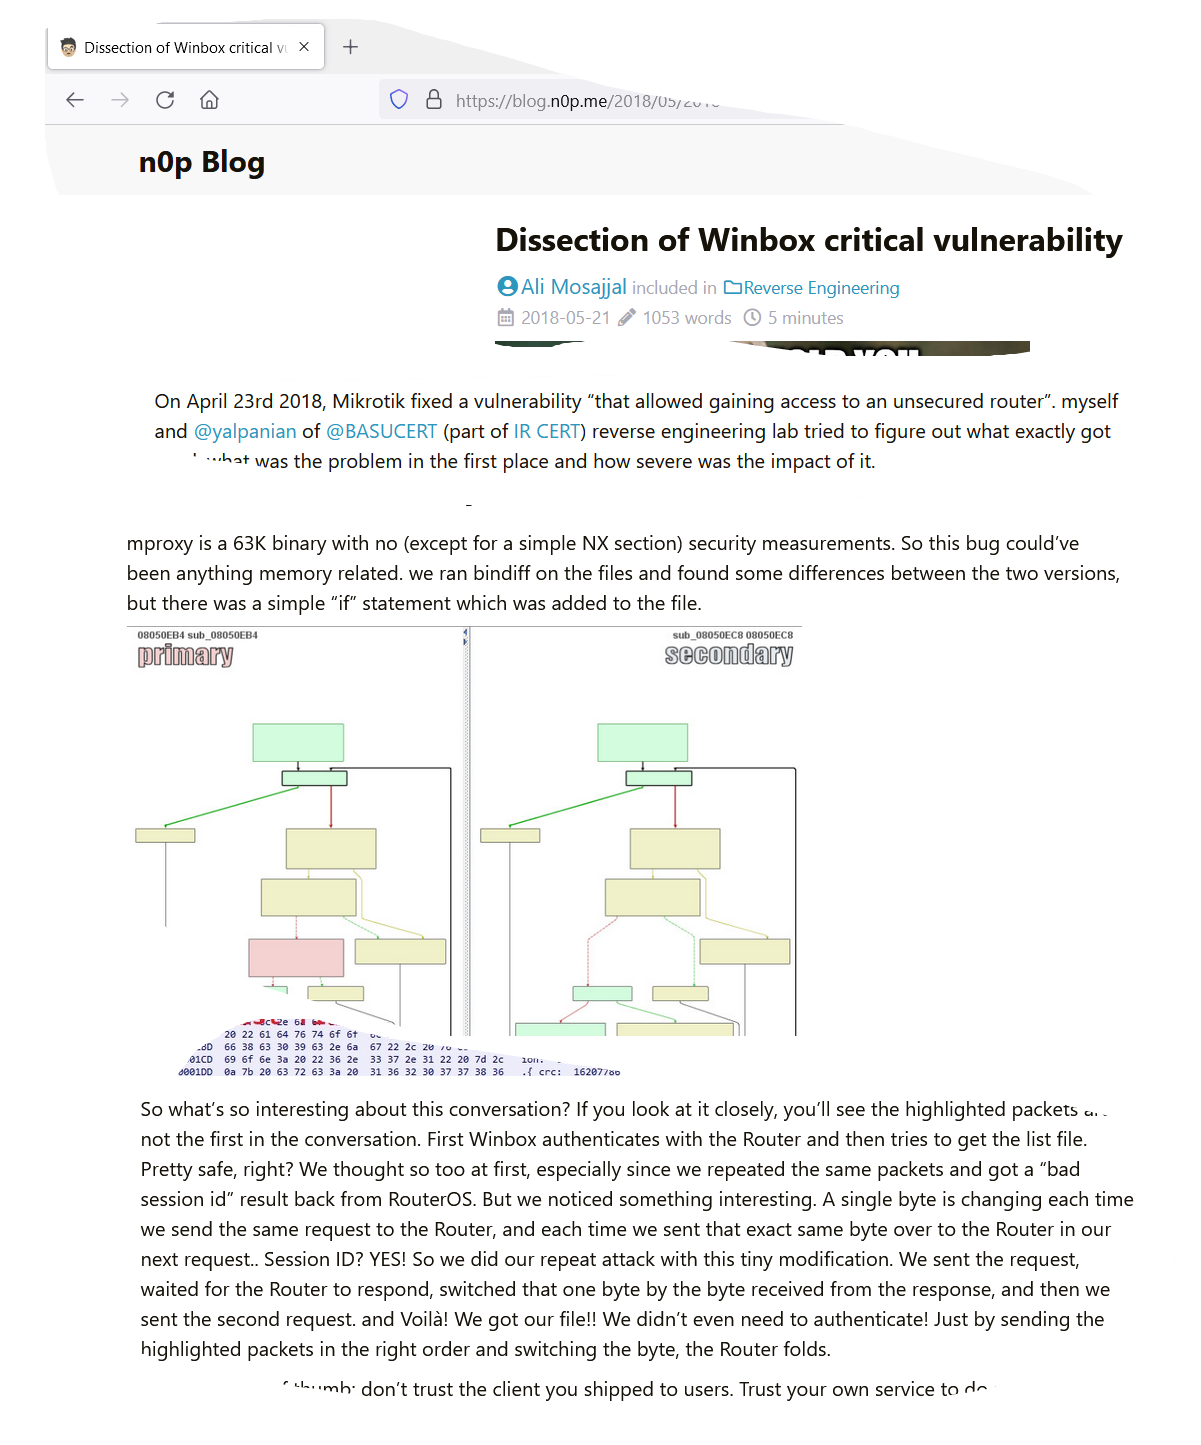 Dissection of Winbox critical
https://blog.n0p.me/2018/05/2018
n0p Blog
Dissection of Winbox critical vulnerability
Ali Mosajjal included in Reverse Engineering
2018-05-21 1053 words 5 minutes
On April 23rd 2018, Mikrotik fixed a vulnerability “that allowed gaining access to an unsecured router”. myself
and @yalpanian of @BASUCERT (part of IR CERT) reverse engineering lab tried to figure out what exactly got
what was the problem in the first place and how severe was the impact of it.
mproxy is a 63K binary with no (except for a simple NX section) security measurements. So this bug could’ve
been anything memory related. we ran bindiff on the files and found some differences between the two versions,
but there was a simple “if” statement which was added to the file.
08050EB4 sub_08050EB4
primary
sub_08050EC8 08050EC8
secondary
20 22 61 64 76 74 6f 6f
66 38 63 30 39 63 2e 6a 67 22 2c 20
01CD 69 6f 6e 3a 20 22 36 2e 33 37 2e 31 22 20 7d 2c ion:
0001DD 0a 7b 20 63 72 63 3a 20 31 36 32 30 37 37 38 36 .{ crc: 16207786
So what’s so interesting about this conversation? If you look at it closely, you’ll see the highlighted packets
not the first in the conversation. First Winbox authenticates with the Router and then tries to get the list file.
Pretty safe, right? We thought so too at first, especially since we repeated the same packets and got a “bad
session id” result back from RouterOS. But we noticed something interesting. A single byte is changing each time
we send the same request to the Router, and each time we sent that exact same byte over to the Router in our
next request.. Session ID? YES! So we did our repeat attack with this tiny modification. We sent the request,
waited for the Router to respond, switched that one byte by the byte received from the response, and then we
sent the second request. and Voilà! We got our file!! We didn’t even need to authenticate! Just by sending the
highlighted packets in the right order and switching the byte, the Router folds.
thumb: don’t trust the client you shipped to users. Trust your own service to do